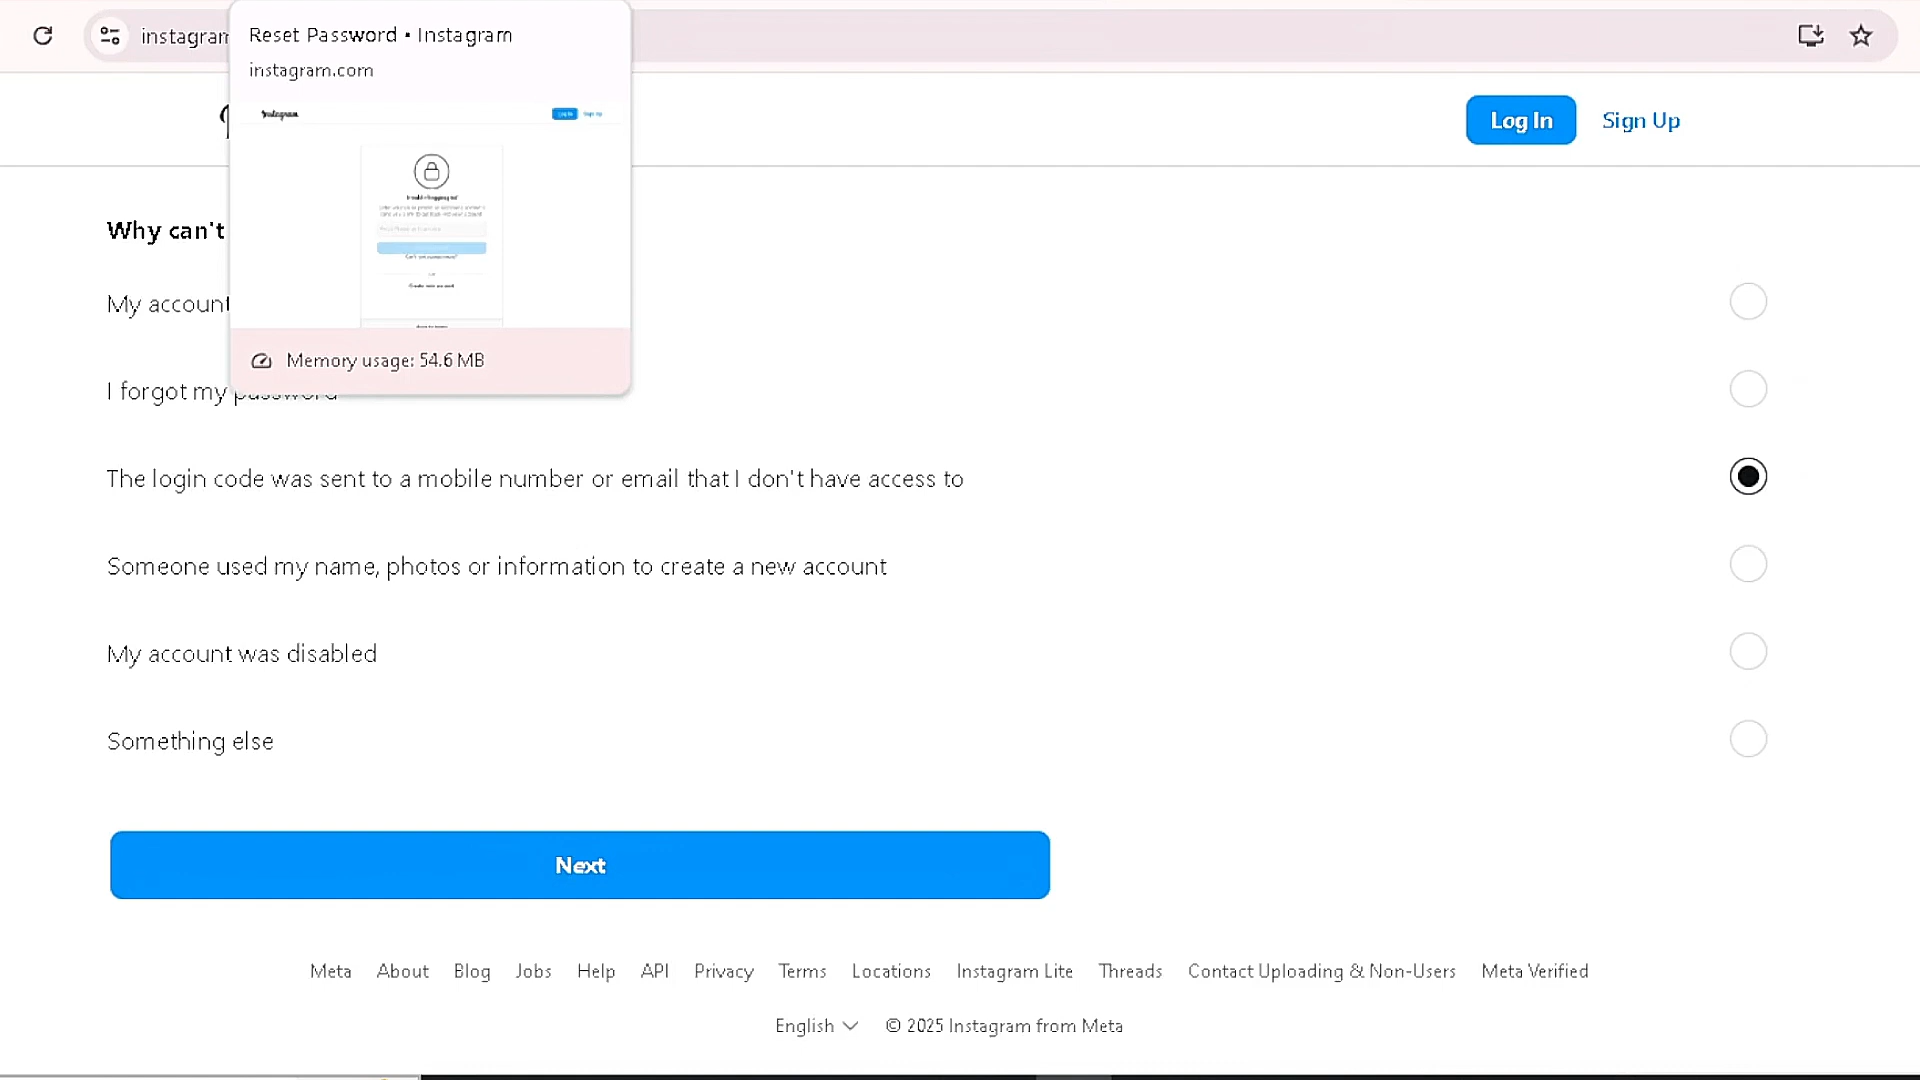 instagram
Reset Password • Instagram
instagram.com
Instagram
Log In
Sign Up
Why can't
My account
I forgot my password
Memory usage: 54.6 MB
The login code was sent to a mobile number or email that I don't have access to
Someone used my name, photos or information to create a new account
My account was disabled
Something else
Next
Meta About Blog Jobs Help API Privacy Terms Locations Instagram Lite Threads Contact Uploading & Non-Users Meta Verified
English © 2025 Instagram from Meta